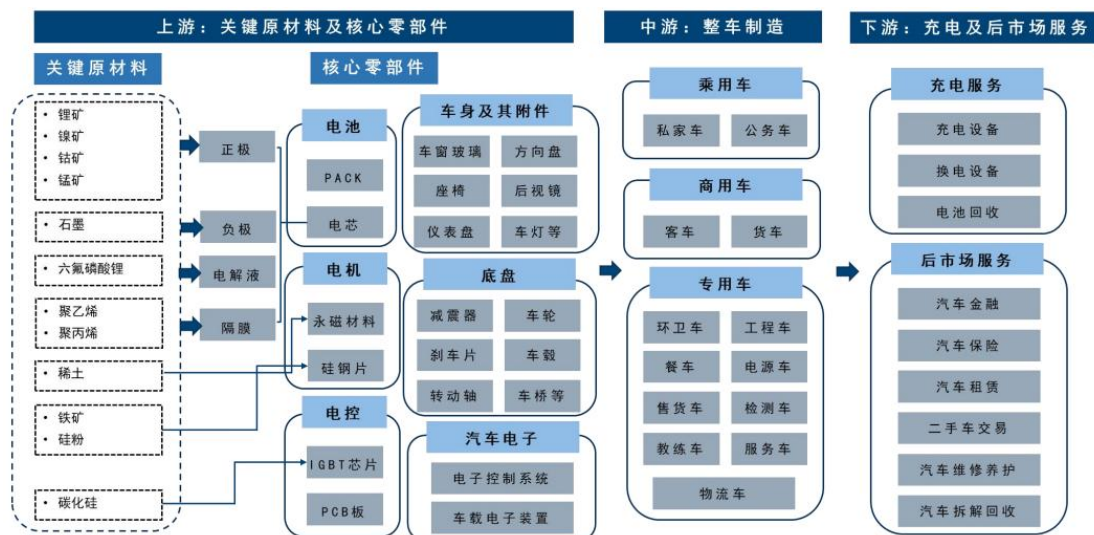 上游：关键原材料及核心零部件
中游：整车制造
下游：充电及后市场服务
关键原材料
• 锂矿
• 镍矿
• 钴矿
• 锰矿
• 石墨
• 六氟磷酸锂
• 聚乙烯
• 聚丙烯
• 稀土
• 铁矿
• 硅粉
• 碳化硅
正极
负极
电解液
隔膜
核心零部件
电池
PACK
电芯
电机
永磁材料
硅钢片
电控
IGBT芯片
PCB板
车身及其附件
车窗玻璃
方向盘
座椅
后视镜
仪表盘
车灯等
底盘
减震器
车轮
刹车片
车毂
转动轴
车桥等
汽车电子
电子控制系统
车载电子装置
乘用车
私家车
公务车
商用车
客车
货车
专用车
环卫车
工程车
餐车
电源车
售货车
检测车
教练车
服务车
物流车
充电服务
充电设备
换电设备
电池回收
后市场服务
汽车金融
汽车保险
汽车租赁
二手车交易
汽车维修养护
汽车拆解回收